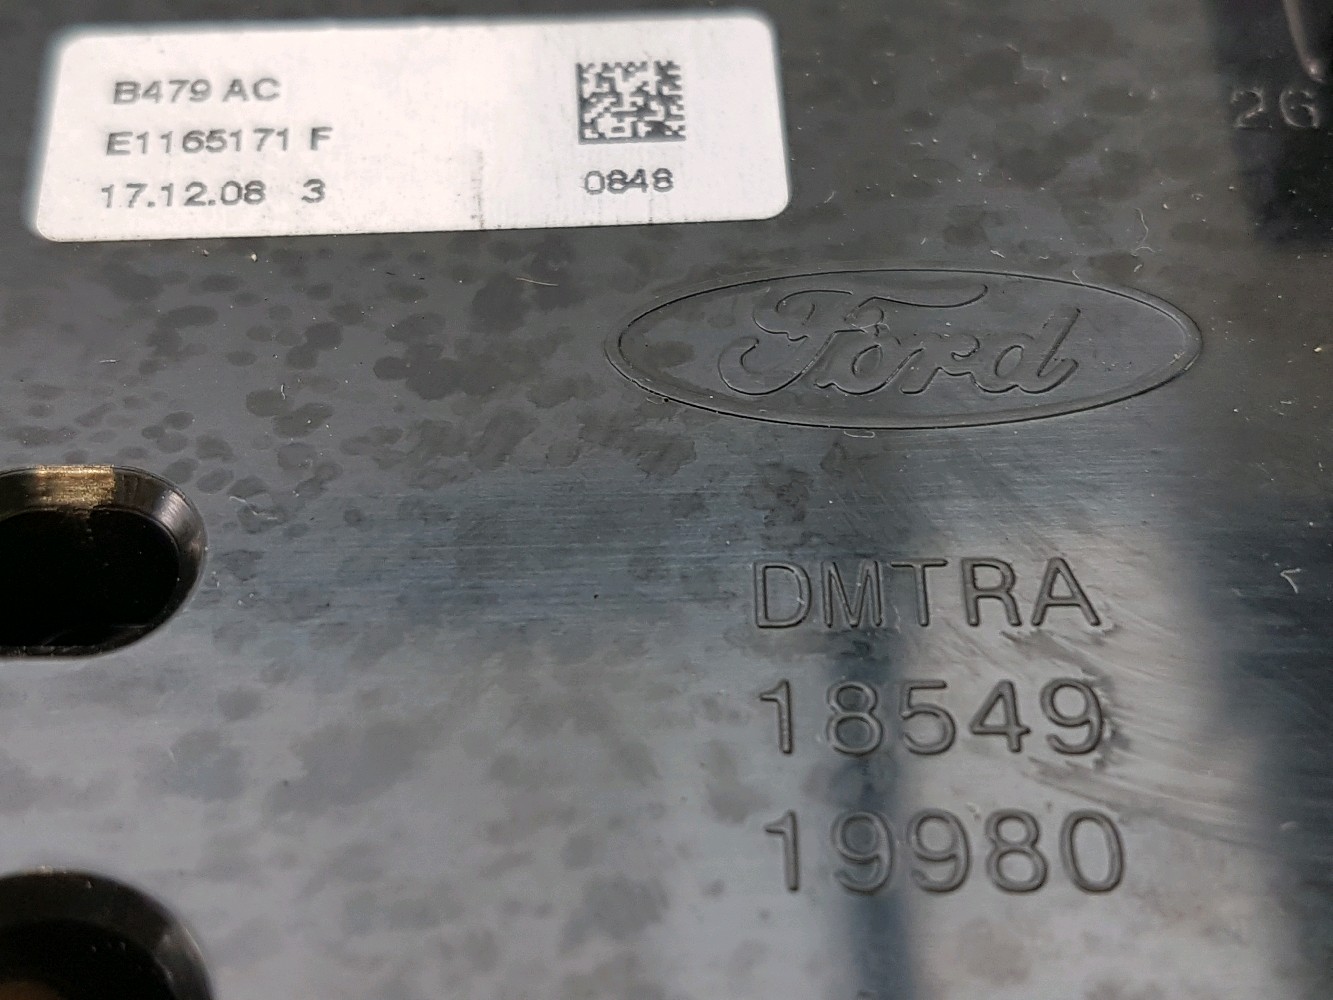 B479 AC
E1165171 F
17.12.08 3
0848
26
Ford
DMTRA
18549
19980